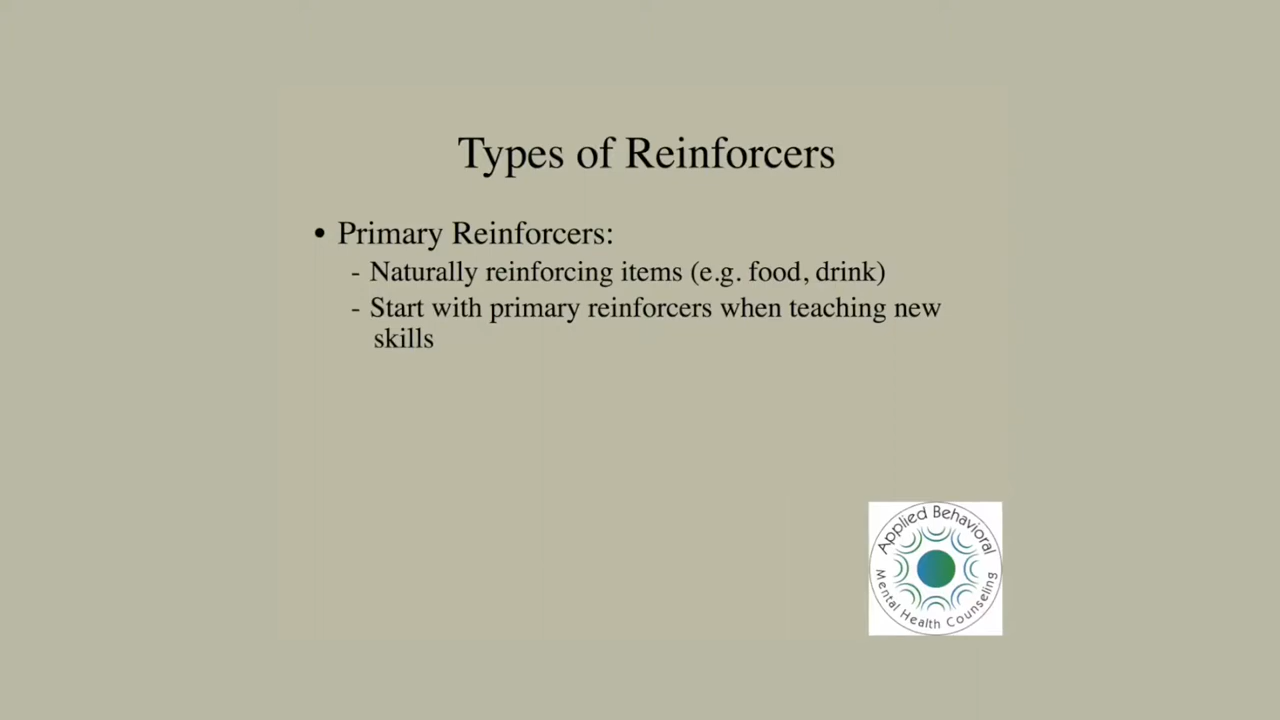 Types of Reinforcers
• Primary Reinforcers:
- Naturally reinforcing items (e.g. food, drink)
- Start with primary reinforcers when teaching new
skills
Applied Behavioral
Mental Health Counseling